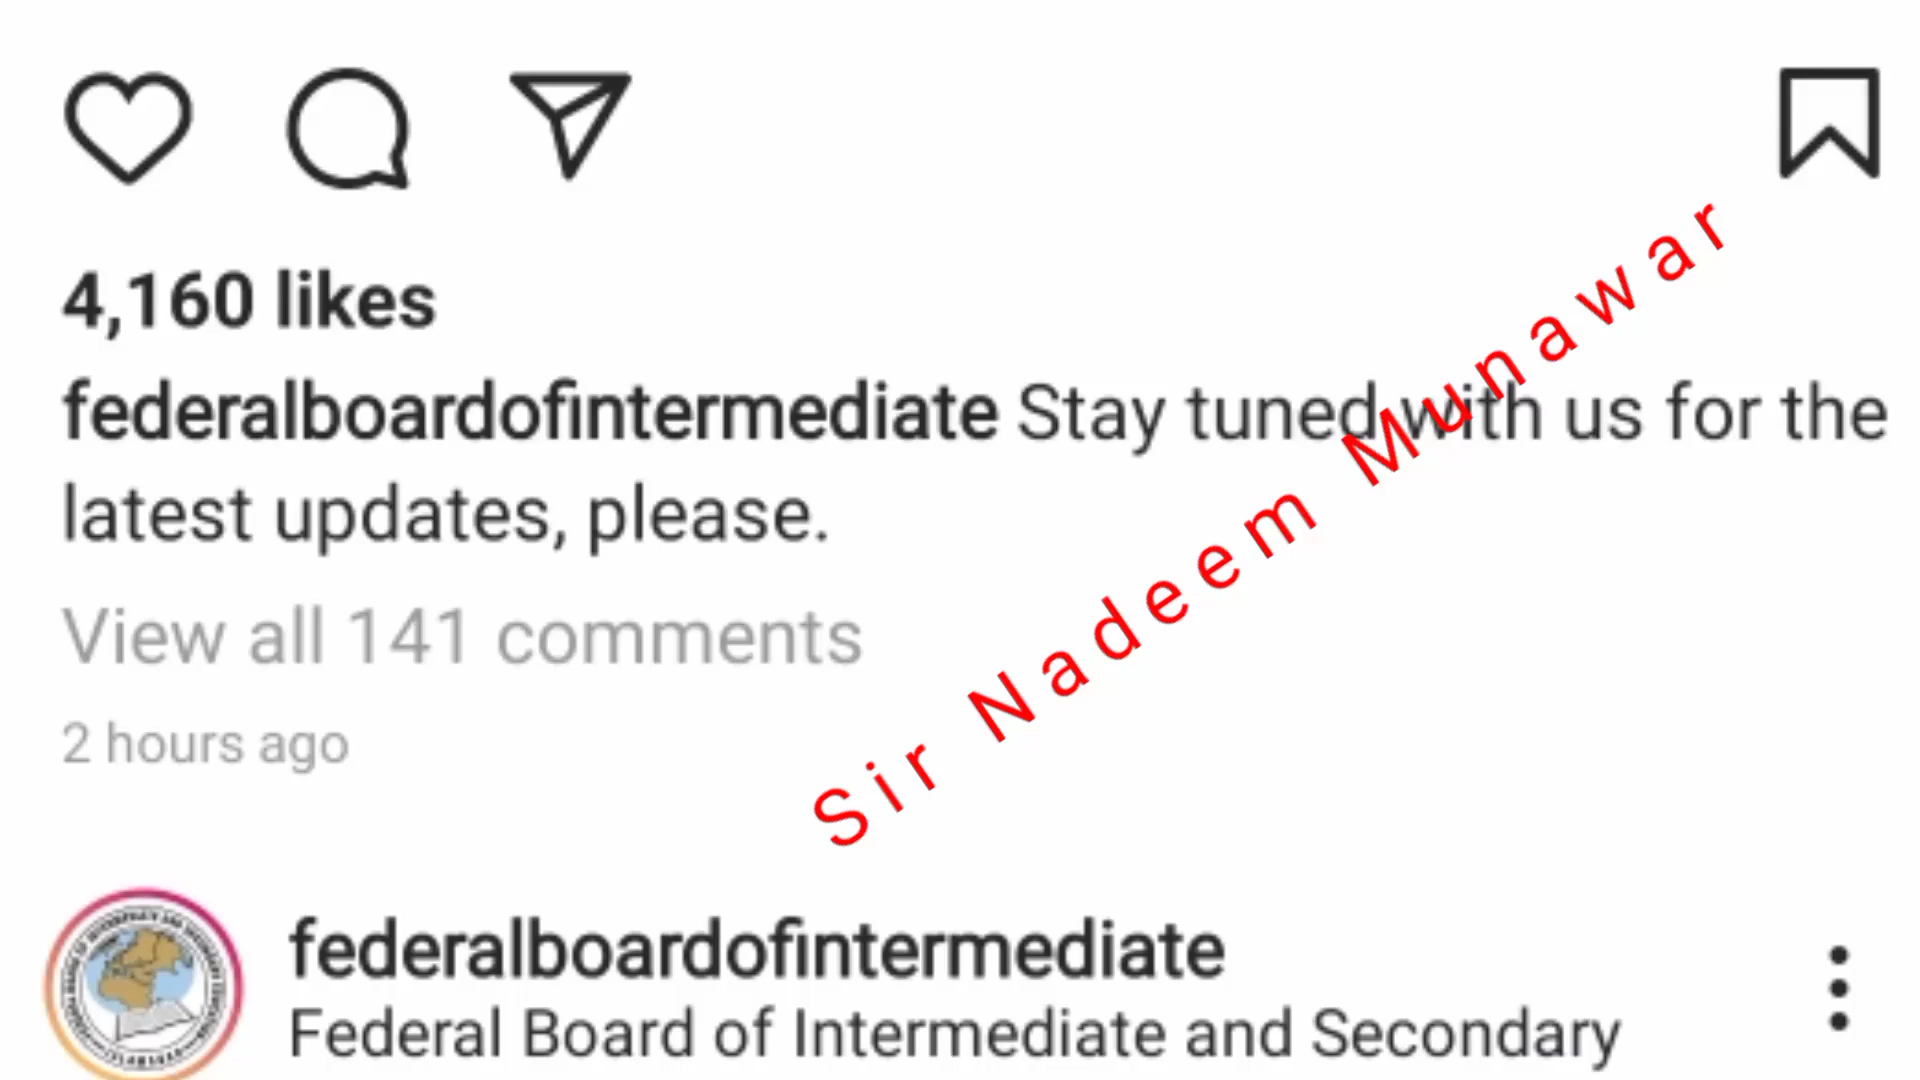 4,160 likes
federalboardofintermediate Stay tuned with us for the
latest updates, please.
View all 141 comments
2 hours ago
Sir Nadeem Munawar
federalboardofintermediate
Federal Board of Intermediate and Secondary